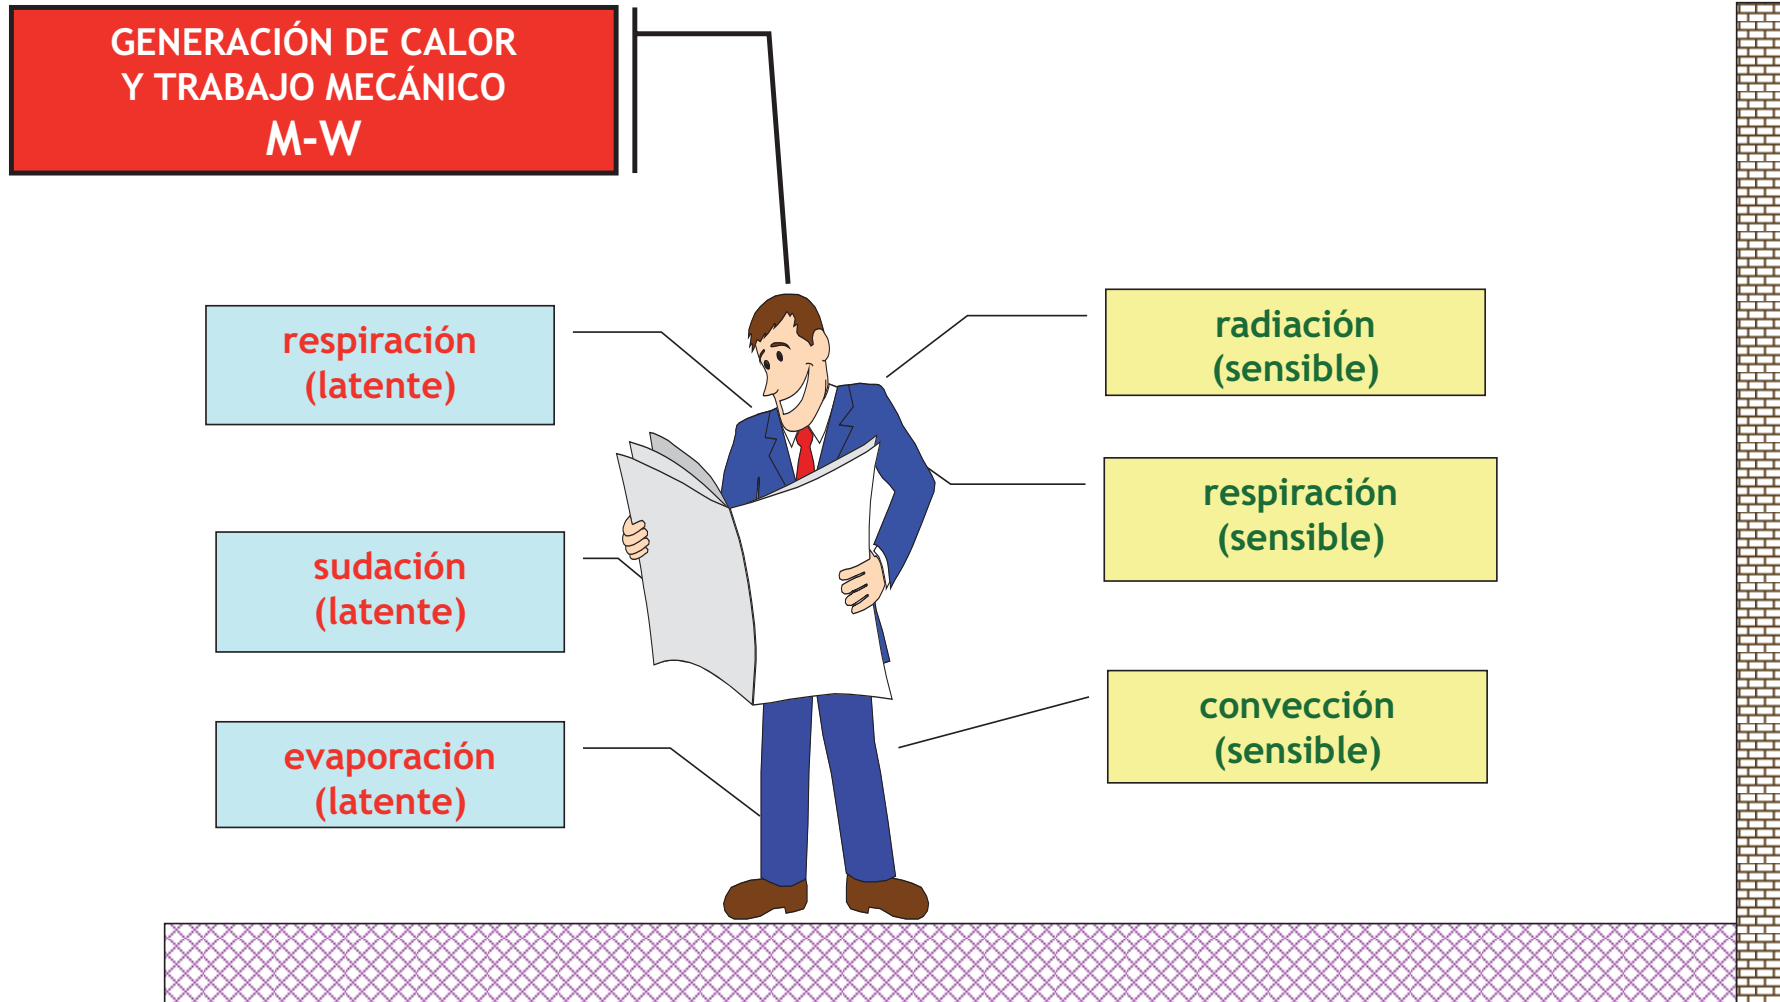 GENERACIÓN DE CALOR
Y TRABAJO MECÁNICO
M-W
respiración
(latente)
sudación
(latente)
evaporación
(latente)
radiación
(sensible)
respiración
(sensible)
convección
(sensible)